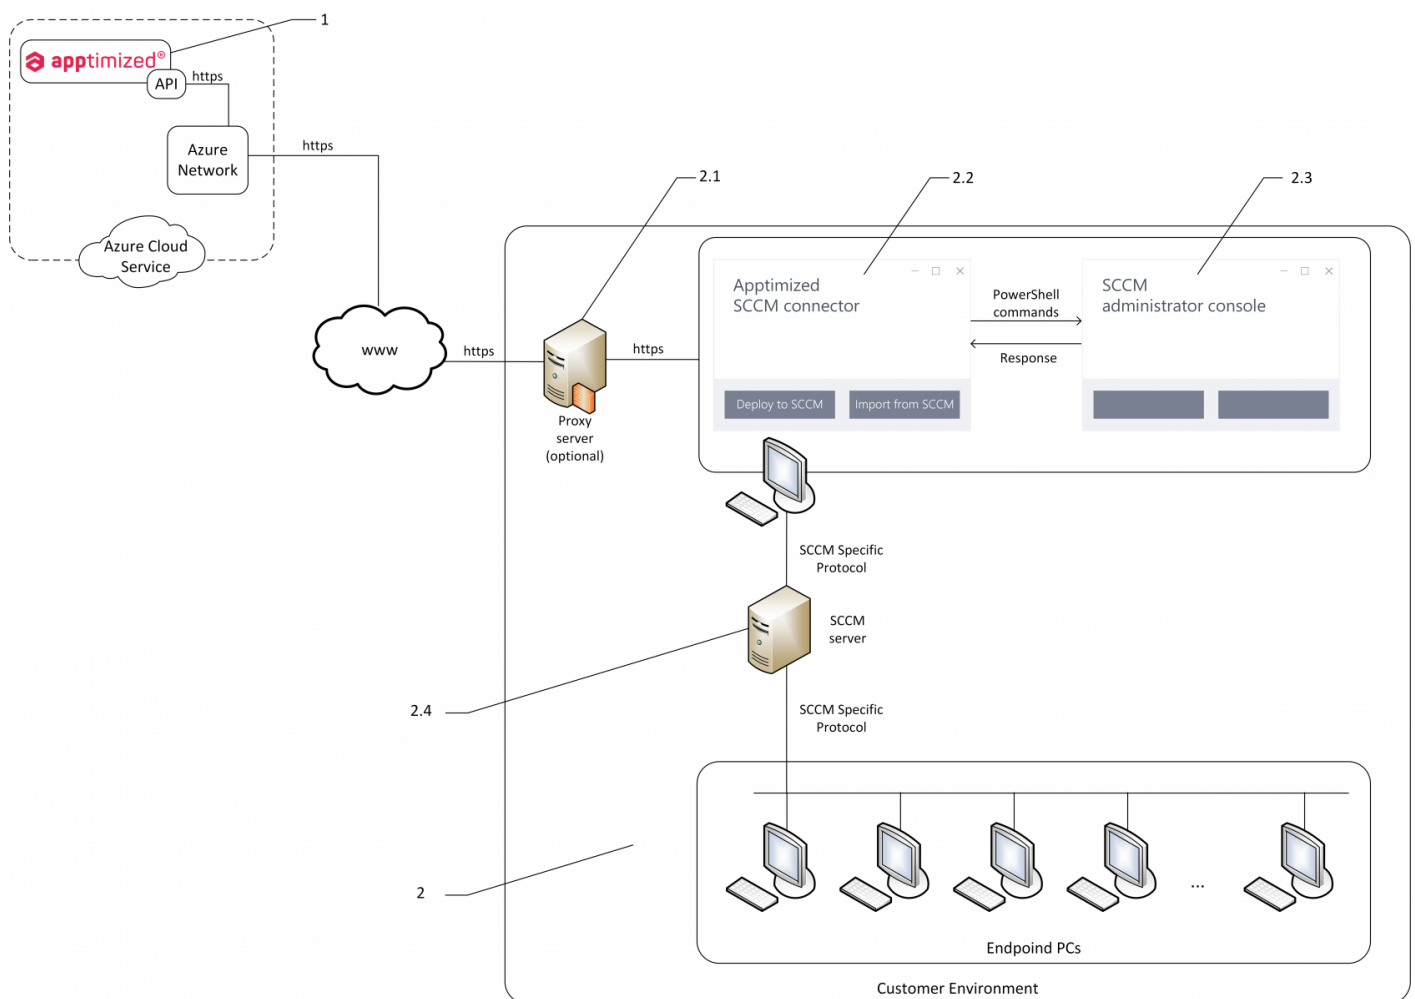 1
apptimized®
API
https
Azure
Network
https
Azure Cloud
Service
www
https
2.1
2.2
2.3
Proxy
server
(optional)
https
Apptimized
SCCM connector
Deploy to SCCM
Import from SCCM
PowerShell
commands
Response
SCCM
administrator console
SCCM Specific
Protocol
SCCM
server
2.4
SCCM Specific
Protocol
2
...
Endpoind PCs
Customer Environment